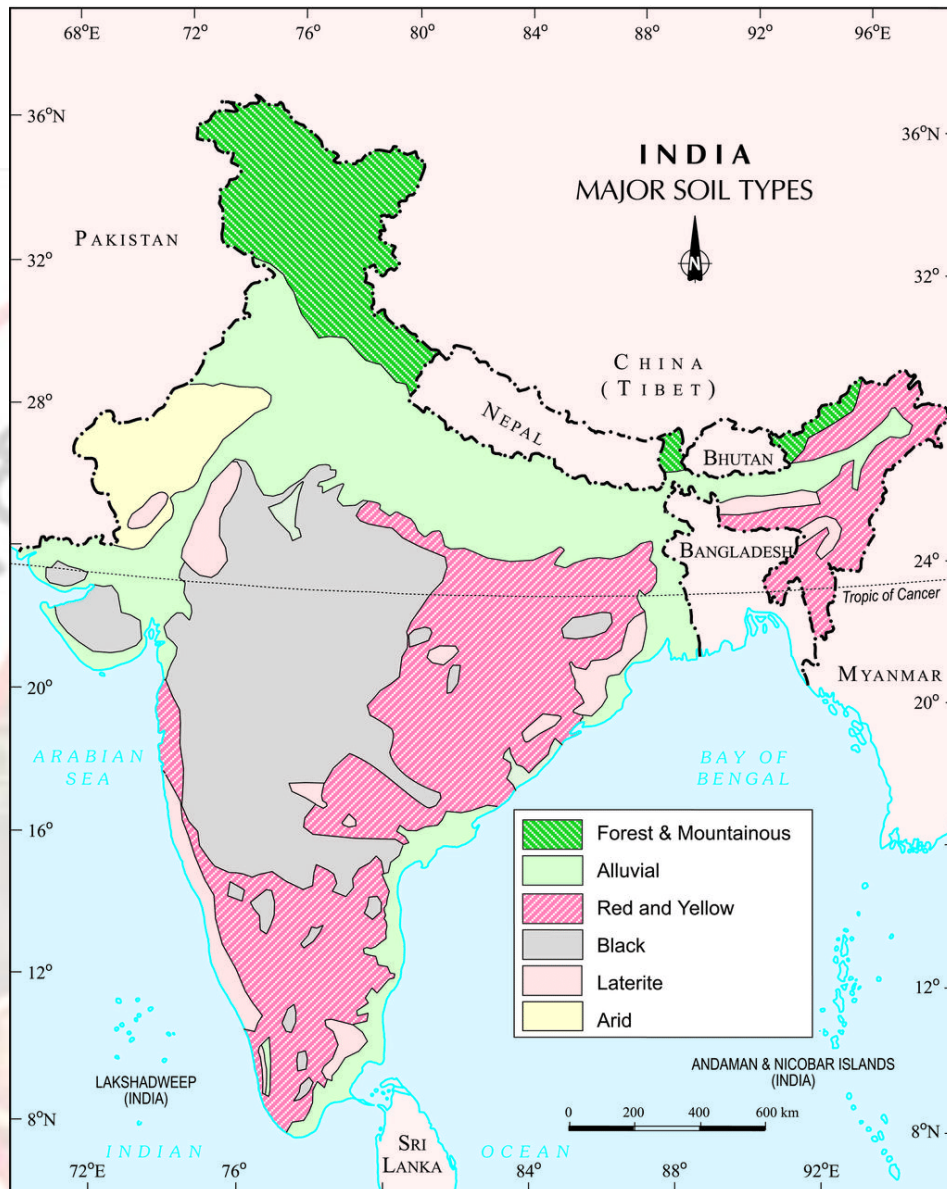 68°E 72° 76° 80° 84° 88° 92° 96°E
36°N
36°N
INDIA
MAJOR SOIL TYPES
N
PAKISTAN
32°
32°
CHINA
(TIBET)
28°
28°
NEPAL
BHUTAN
BANGLADESH
24°
Tropic of Cancer
MYANMAR
20°
20°
ARABIAN
SEA
BAY OF
BENGAL
16°
Forest & Mountainous
Alluvial
Red and Yellow
Black
Laterite
Arid
12°
12°
LAKSHADWEEP
(INDIA)
ANDAMAN & NICOBAR ISLANDS
(INDIA)
0 200 400 600 km
8°N
8°N
INDIAN OCEAN
SRI
LANKA
72°E 76° 84° 88° 92°E